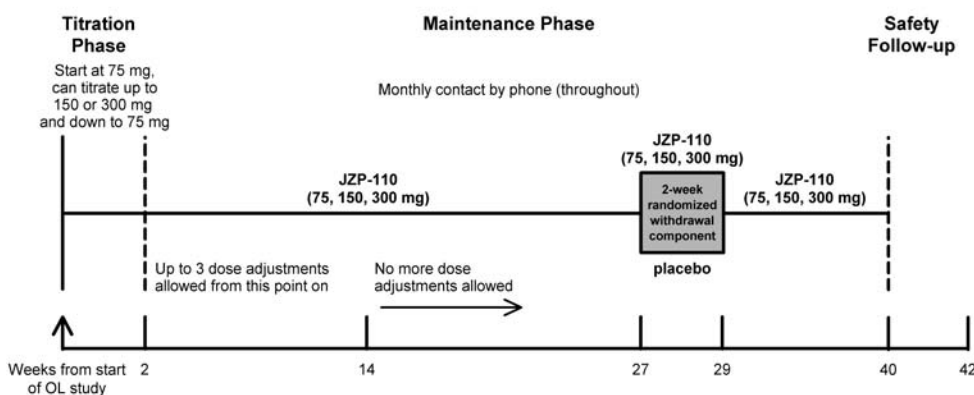 Titration
Phase
Maintenance Phase
Safety
Follow-up
Start at 75 mg,
can titrate up to
150 or 300 mg
and down to 75 mg
Monthly contact by phone (throughout)
JZP-110
(75, 150, 300 mg)
JZP-110
(75, 150, 300 mg)
JZP-110
(75, 150, 300 mg)
2-week
randomized
withdrawal
component
placebo
Up to 3 dose adjustments
allowed from this point on
No more dose
adjustments allowed
Weeks from start
of OL study
2
14
27
29
40
42